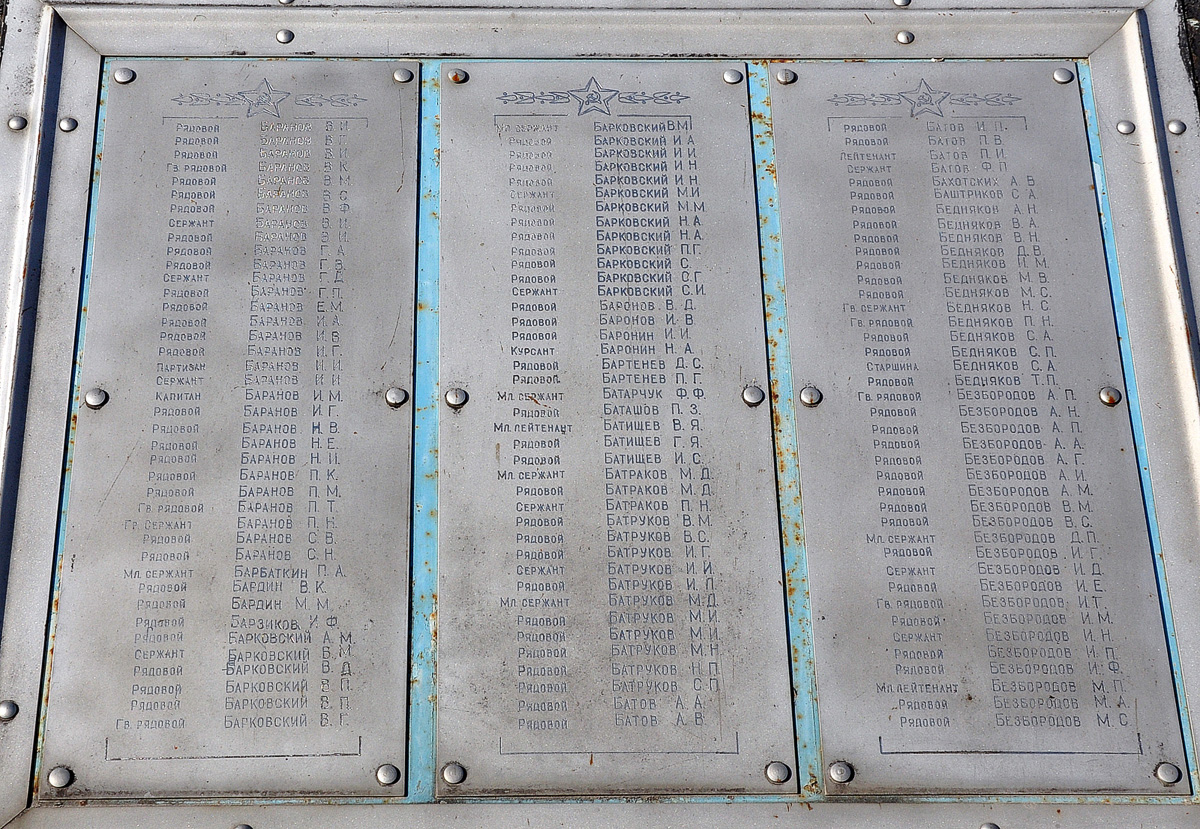 Рядовой Баранов В.И.
Рядовой Баранов В.Г.
Рядовой Баранов В.И.
Гв. рядовой Баранов В.К.
Рядовой Баранов В.М.
Рядовой Баранов В.С.
Рядовой Баранов В.Ф.
Сержант Баранов В.И.
Рядовой Баранов В.И.
Рядовой Баранов Г.А.
Рядовой Баранов Г.В.
Сержант Баранов Г.Д.
Рядовой Баранов Г.П.
Рядовой Баранов Е.М.
Рядовой Баранов И.А.
Рядовой Баранов И.В.
Рядовой Баранов И.Г.
Партизан Баранов И.И.
Сержант Баранов И.И.
Капитан Баранов И.М.
Рядовой Баранов И.Г.
Рядовой Баранов Н.В.
Рядовой Баранов Н.Е.
Рядовой Баранов Н.И.
Рядовой Баранов П.К.
Рядовой Баранов П.М.
Гв. рядовой Баранов П.Т.
Гв. сержант Баранов П.Н.
Рядовой Баранов С.В.
Рядовой Баранов С.Н.
Мл. сержант Барбаткин П.А.
Рядовой Бардин В.К.
Рядовой Бардин М.М.
Рядовой Барзиков И.Ф.
Рядовой Барковский А.М.
Сержант Барковский В.М.
Рядовой Барковский В.Д.
Рядовой Барковский В.П.
Рядовой Барковский В.П.
Гв. рядовой Барковский В.Г.
Мл. сержант Барковский В.М.
Рядовой Барковский И.А.
Рядовой Барковский И.И.
Рядовой Барковский И.Н.
Рядовой Барковский И.Н.
Сержант Барковский М.И.
Рядовой Барковский М.М.
Рядовой Барковский Н.А.
Рядовой Барковский Н.А.
Рядовой Барковский П.Г.
Рядовой Барковский С.
Рядовой Барковский С.Г.
Сержант Барковский С.И.
Рядовой Баронов В.Д.
Рядовой Баронов И.В.
Рядовой Баронин И.И.
Курсант Баронин Н.А.
Рядовой Бартенев Д.С.
Рядовой Бартенев П.Г.
Мл. сержант Батарчук Ф.Ф.
Рядовой Баташов П.З.
Мл. лейтенант Батищев В.Я.
Рядовой Батищев Г.Я.
Рядовой Батищев И.С.
Мл. сержант Батраков М.Д.
Рядовой Батраков М.Д.
Сержант Батраков П.Н.
Рядовой Батруков В.М.
Рядовой Батруков В.С.
Рядовой Батруков И.Г.
Сержант Батруков И.И.
Рядовой Батруков И.П.
Мл. сержант Батруков М.Д.
Рядовой Батруков М.И.
Рядовой Батруков М.И.
Рядовой Батруков М.Н.
Рядовой Батруков Н.П.
Рядовой Батруков С.П.
Рядовой Батов А.А.
Рядовой Батов А.В.
Рядовой Батов И.П.
Рядовой Батов П.В.
Лейтенант Батов П.И.
Сержант Батов Ф.П.
Рядовой Бахотских А.В.
Рядовой Баштриков С.А.
Рядовой Бедняков А.Н.
Рядовой Бедняков В.А.
Рядовой Бедняков В.Н.
Рядовой Бедняков Д.В.
Рядовой Бедняков И.М.
Рядовой Бедняков М.В.
Рядовой Бедняков М.С.
Гв. сержант Бедняков Н.С.
Гв. рядовой Бедняков П.Н.
Рядовой Бедняков С.А.
Рядовой Бедняков С.П.
Старшина Бедняков С.А.
Рядовой Бедняков Т.П.
Гв. рядовой Безбородов А.П.
Рядовой Безбородов А.Н.
Рядовой Безбородов А.П.
Рядовой Безбородов А.А.
Рядовой Безбородов А.Г.
Рядовой Безбородов А.И.
Рядовой Безбородов А.М.
Рядовой Безбородов В.М.
Рядовой Безбородов В.С.
Мл. сержант Безбородов Д.П.
Рядовой Безбородов И.Г.
Сержант Безбородов И.Д.
Рядовой Безбородов И.Е.
Гв. рядовой Безбородов И.Т.
Рядовой Безбородов И.М.
Сержант Безбородов И.Н.
Рядовой Безбородов И.П.
Рядовой Безбородов И.Ф.
Мл. лейтенант Безбородов М.П.
Рядовой Безбородов М.А.
Рядовой Безбородов М.С.